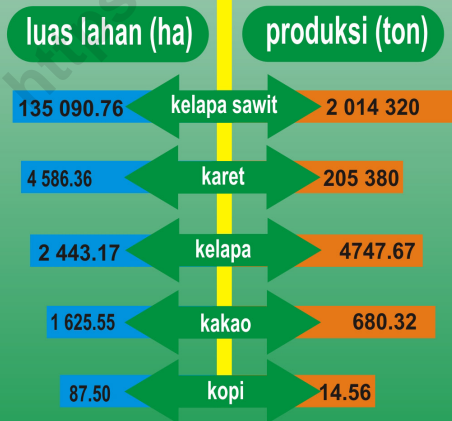 luas lahan (ha) produksi (ton)
135 090.76 kelapa sawit 2 014 320
4 586.36 karet 205 380
2 443.17 kelapa 4747.67
1 625.55 kakao 680.32
87.50 kopi 14.56
https